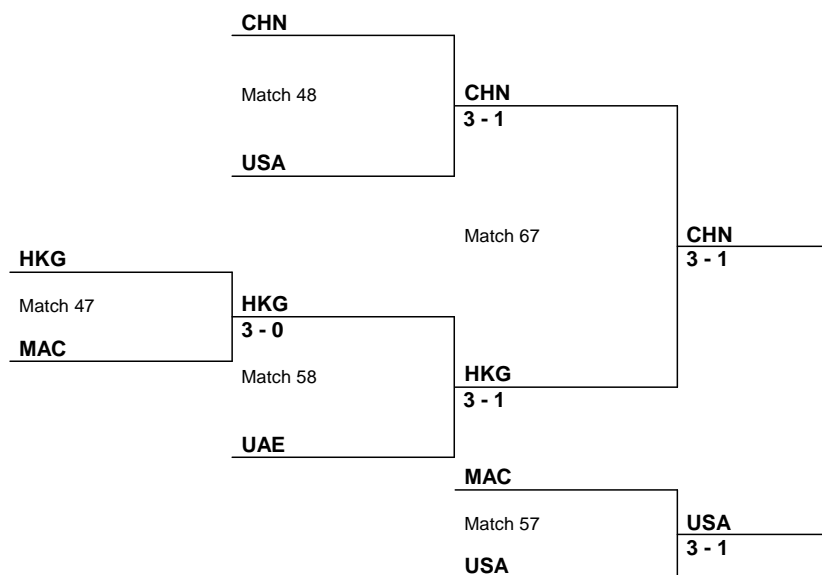 CHN
Match 48
CHN
3 - 1
USA
Match 67
CHN
3 - 1
HKG
Match 47
HKG
3 - 0
MAC
Match 58
HKG
3 - 1
UAE
MAC
Match 57
USA
3 - 1
USA